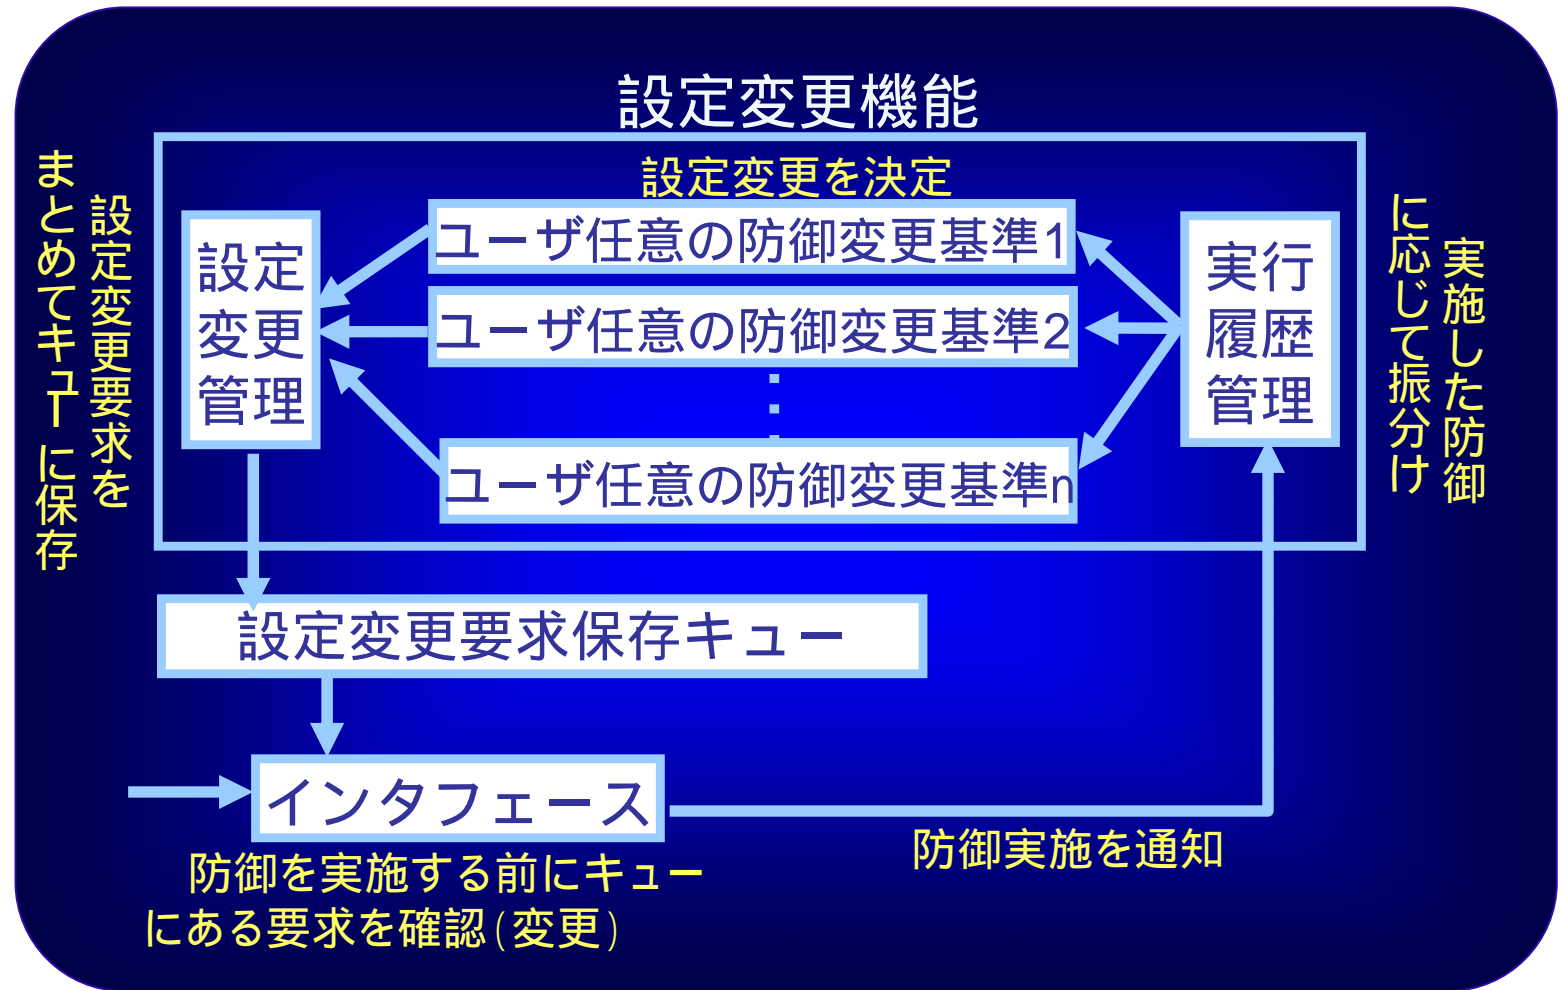 設定変更機能
設定変更を決定
設定変更要求を
まとめてキューに保存
設定
変更
管理
ユーザ任意の防御変更基準1
ユーザ任意の防御変更基準2
ユーザ任意の防御変更基準n
実行
履歴
管理
実施した防御
に応じて振分け
設定変更要求保存キュー
インタフェース
防御実施を通知
防御を実施する前にキュー
にある要求を確認(変更)